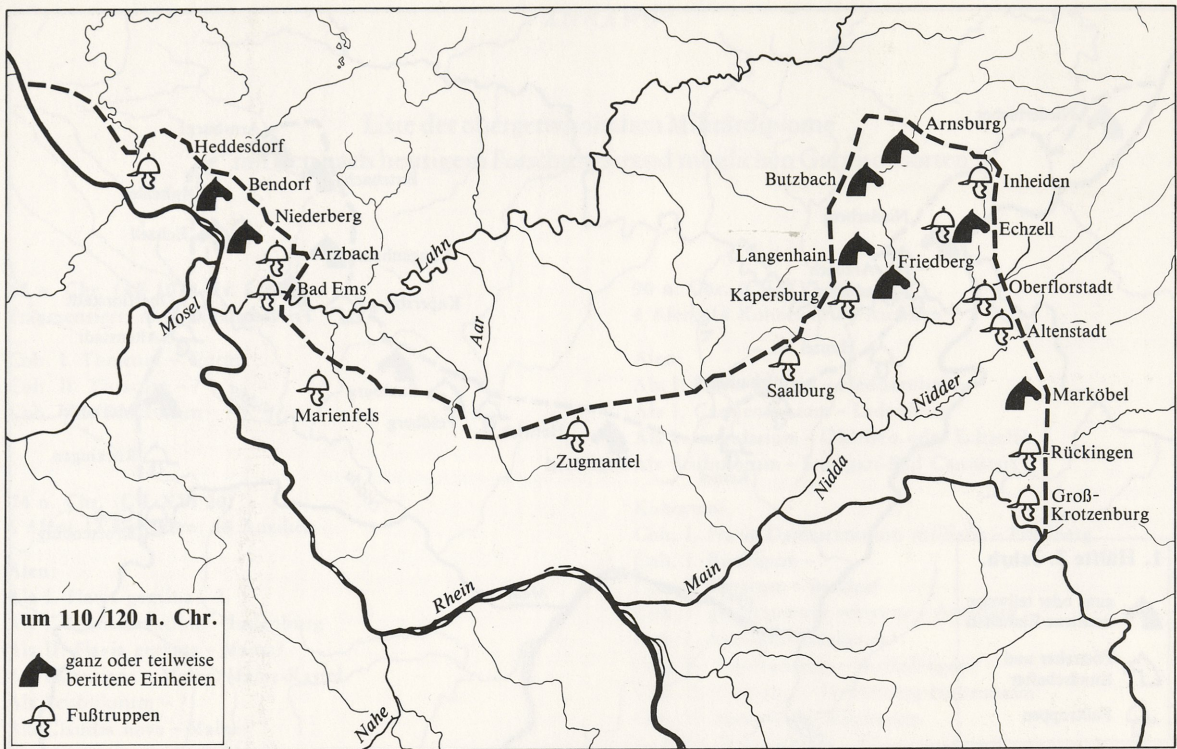 Heddesdorf
Bendorf
Niederberg
Arzbach
Bad Ems
Mosel
Lahn
Aar
Marienfels
Zugmantel
Saalburg
Arnsburg
Butzbach
Inheiden
Echzell
Langenhain
Friedberg
Kapersburg
Oberflorstadt
Altenstadt
Nidder
Marköbel
Rückingen
Nidda
Groß-
Krotzenburg
Main
Rhein
Nahe
um 110/120 n. Chr.
ganz oder teilweise
berittene Einheiten
Fußtruppen